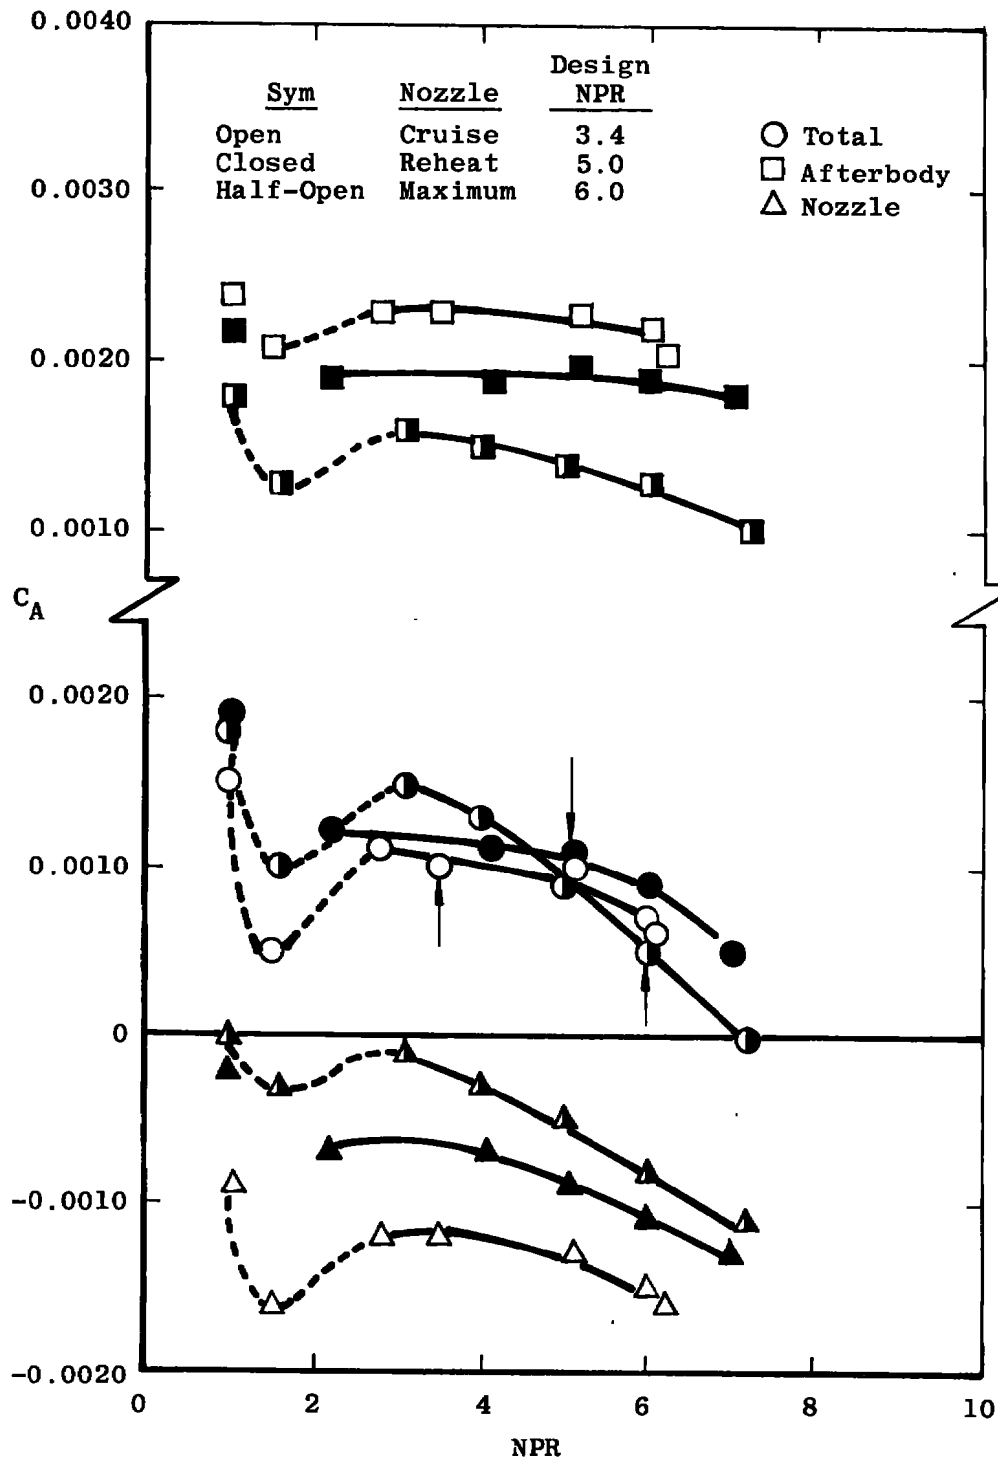 0.0040
Design
Sym Nozzle NPR
Open Cruise 3.4
Closed Reheat 5.0
Half-Open Maximum 6.0
Total
Afterbody
Nozzle
0.0030
0.0020
0.0010
CA
0.0020
0.0010
0
-0.0010
-0.0020
0 2 4 6 8 10
NPR